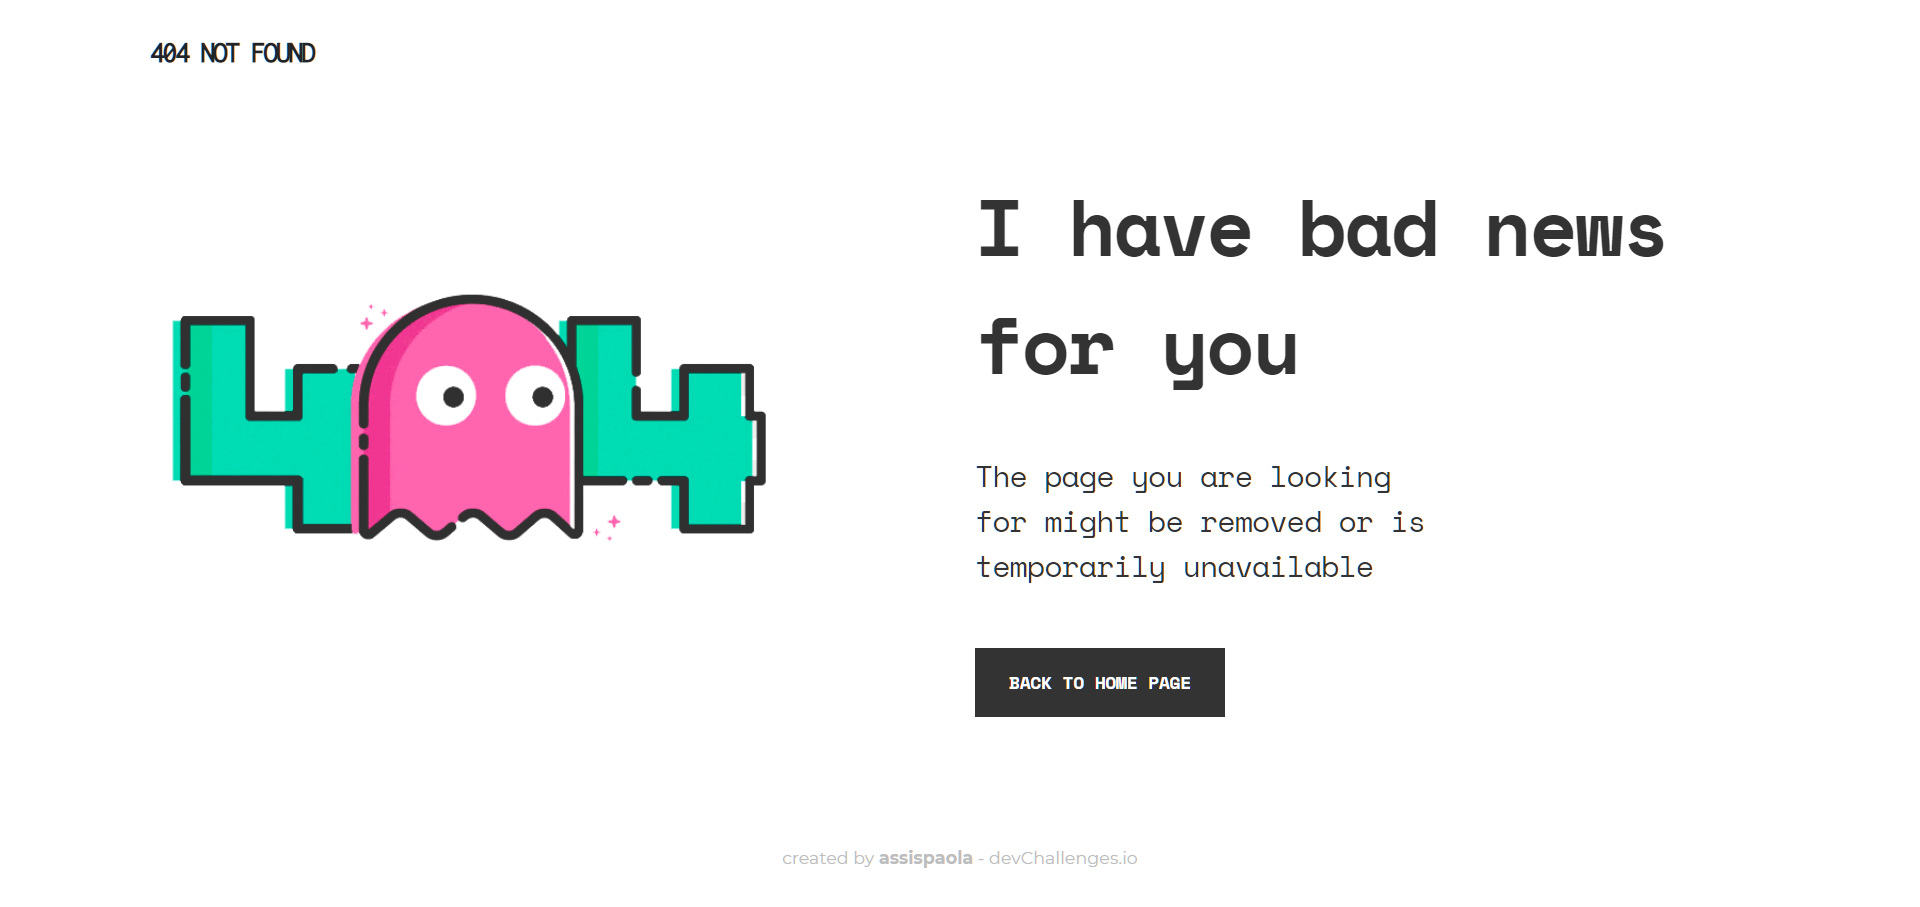 404 NOT FOUND
I have bad news
for you
The page you are looking
for might be removed or is
temporarily unavailable
BACK TO HOME PAGE
created by assispaola - devChallenges.io